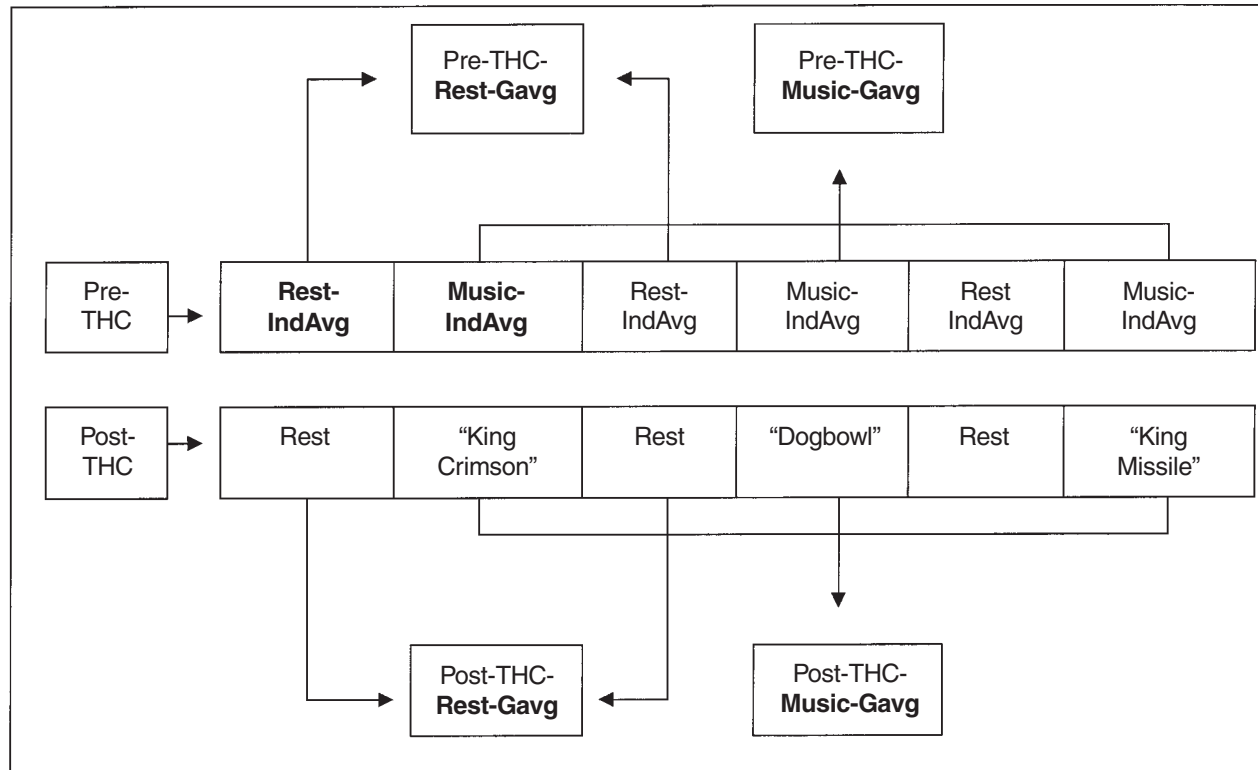 Pre-THC-
Rest-Gavg
Pre-THC-
Music-Gavg
Pre-
THC
Rest-
IndAvg
Music-
IndAvg
Rest-
IndAvg
Music-
IndAvg
Rest
IndAvg
Music-
IndAvg
Post-
THC
Rest
“King
Crimson”
Rest
“Dogbowl”
Rest
“King
Missile”
Post-THC-
Rest-Gavg
Post-THC-
Music-Gavg